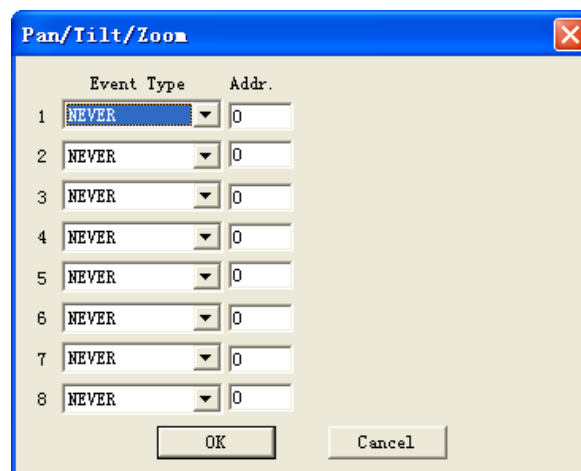 Pan/Tilt/Zoom
Event Type Addr.
1 NEVER 0
2 NEVER 0
3 NEVER 0
4 NEVER 0
5 NEVER 0
6 NEVER 0
7 NEVER 0
8 NEVER 0
OK Cancel